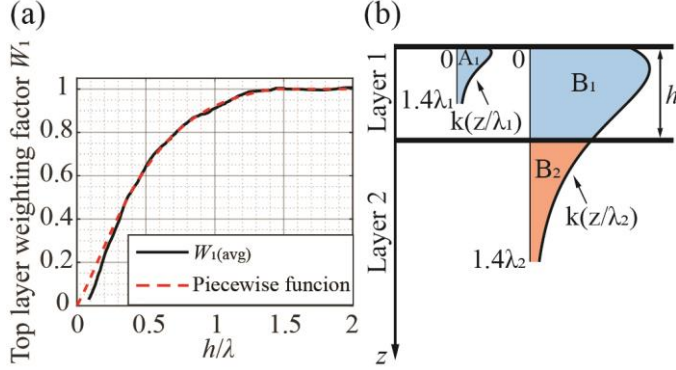 (a)
Top layer weighting factor W₁
1
0.8
0.6
0.4
0.2
0
0
0.5
1
1.5
2
h/λ
W₁(avg)
Piecewise funcion
(b)
Layer 1
Layer 2
0
A₁
1.4λ₁
k(z/λ₁)
0
B₁
h
B₂
k(z/λ₂)
1.4λ₂
z